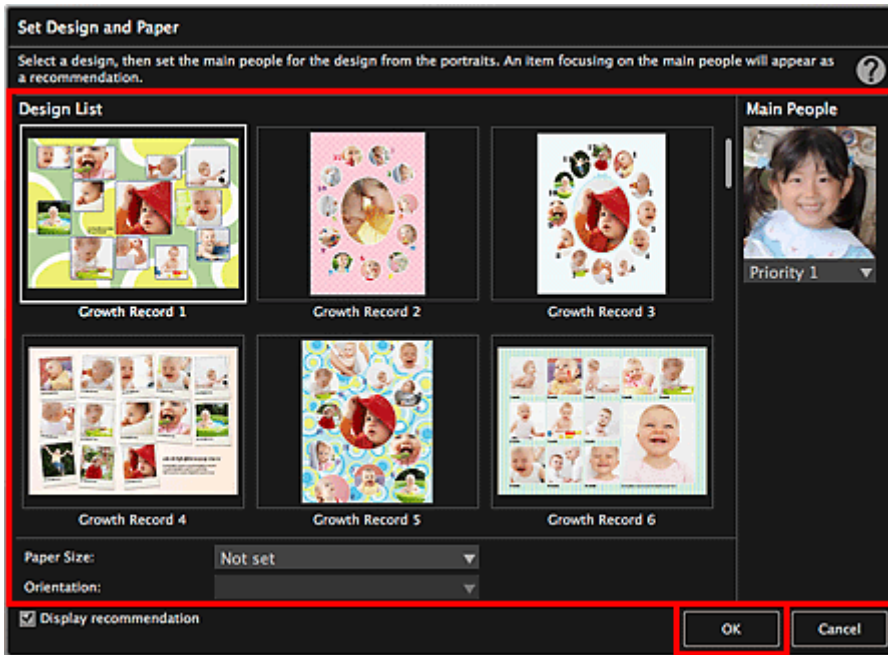 Set Design and Paper
Select a design, then set the main people for the design from the portraits. An item focusing on the main people will appear as
a recommendation.
?
Design List
Main People
Growth Record 1
Growth Record 2
Growth Record 3
Priority 1
Growth Record 4
Growth Record 5
Growth Record 6
Paper Size:
Not set
Orientation:
Display recommendation
OK
Cancel